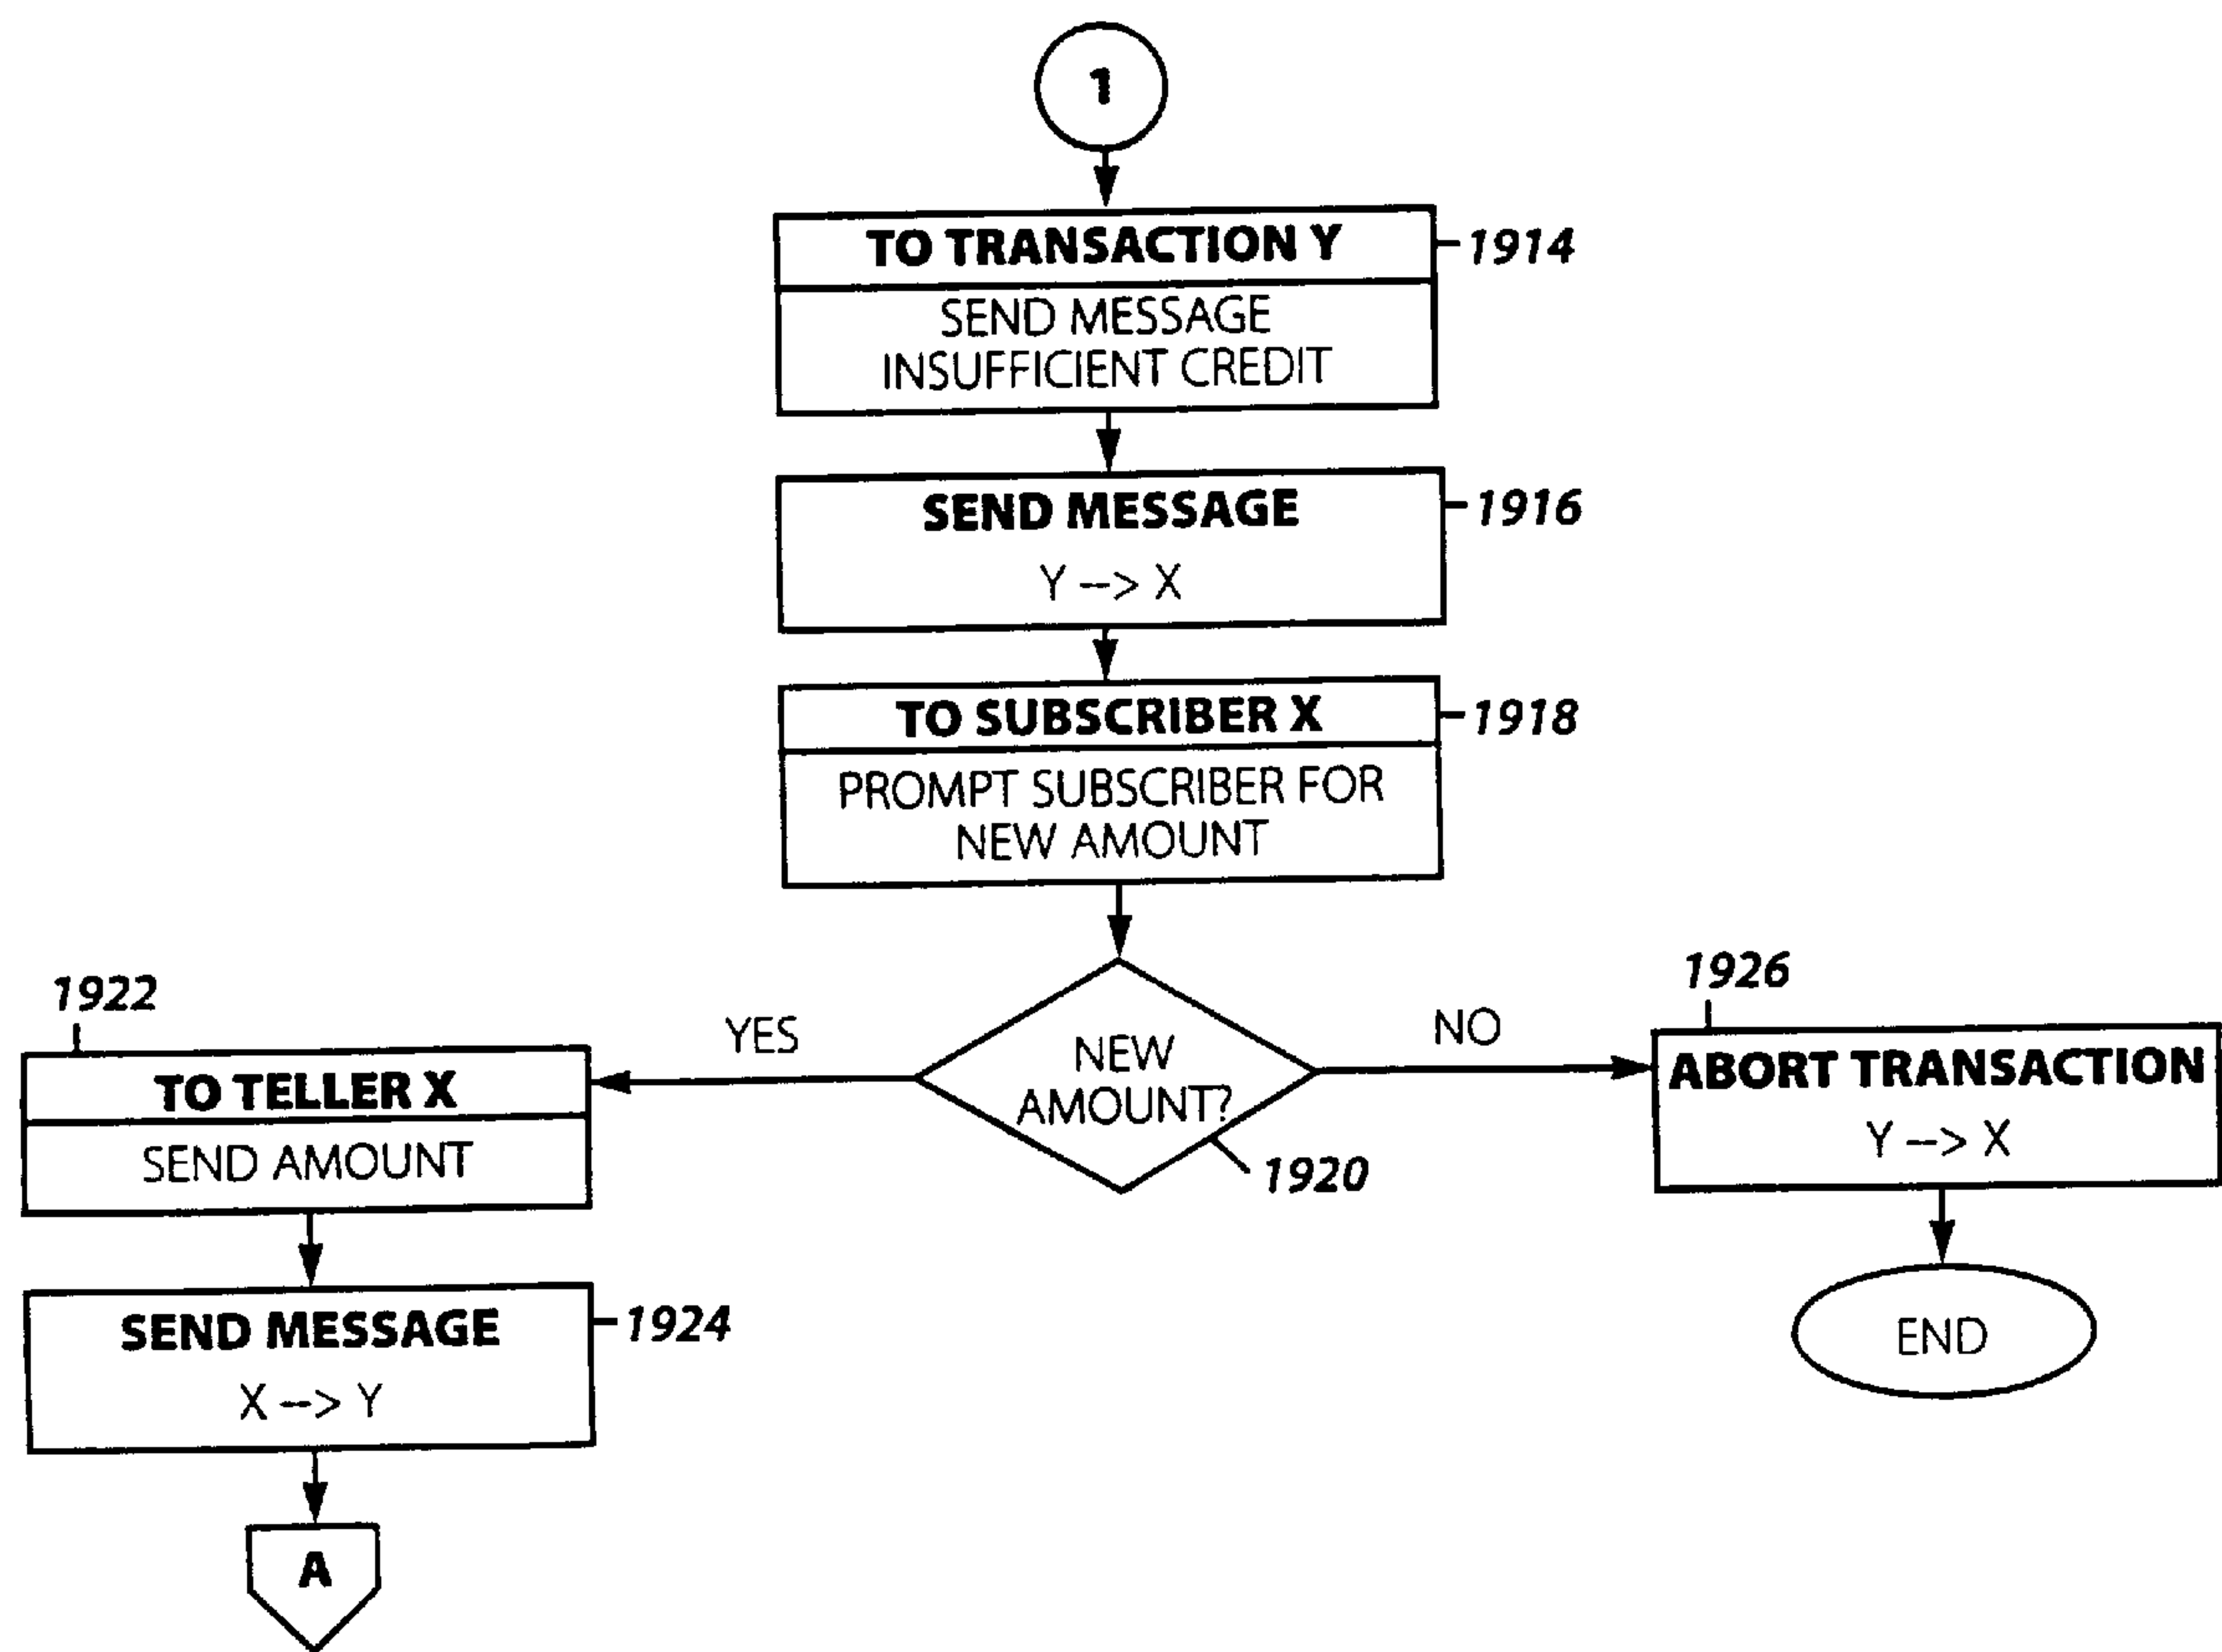 1
TO TRANSACTION Y
1914
SEND MESSAGE
INSUFFICIENT CREDIT
SEND MESSAGE
1916
Y --> X
TO SUBSCRIBER X
1918
PROMPT SUBSCRIBER FOR
NEW AMOUNT
NEW
AMOUNT?
1920
YES
NO
1922
TO TELLER X
SEND AMOUNT
SEND MESSAGE
1924
X --> Y
A
1926
ABORT TRANSACTION
Y --> X
END